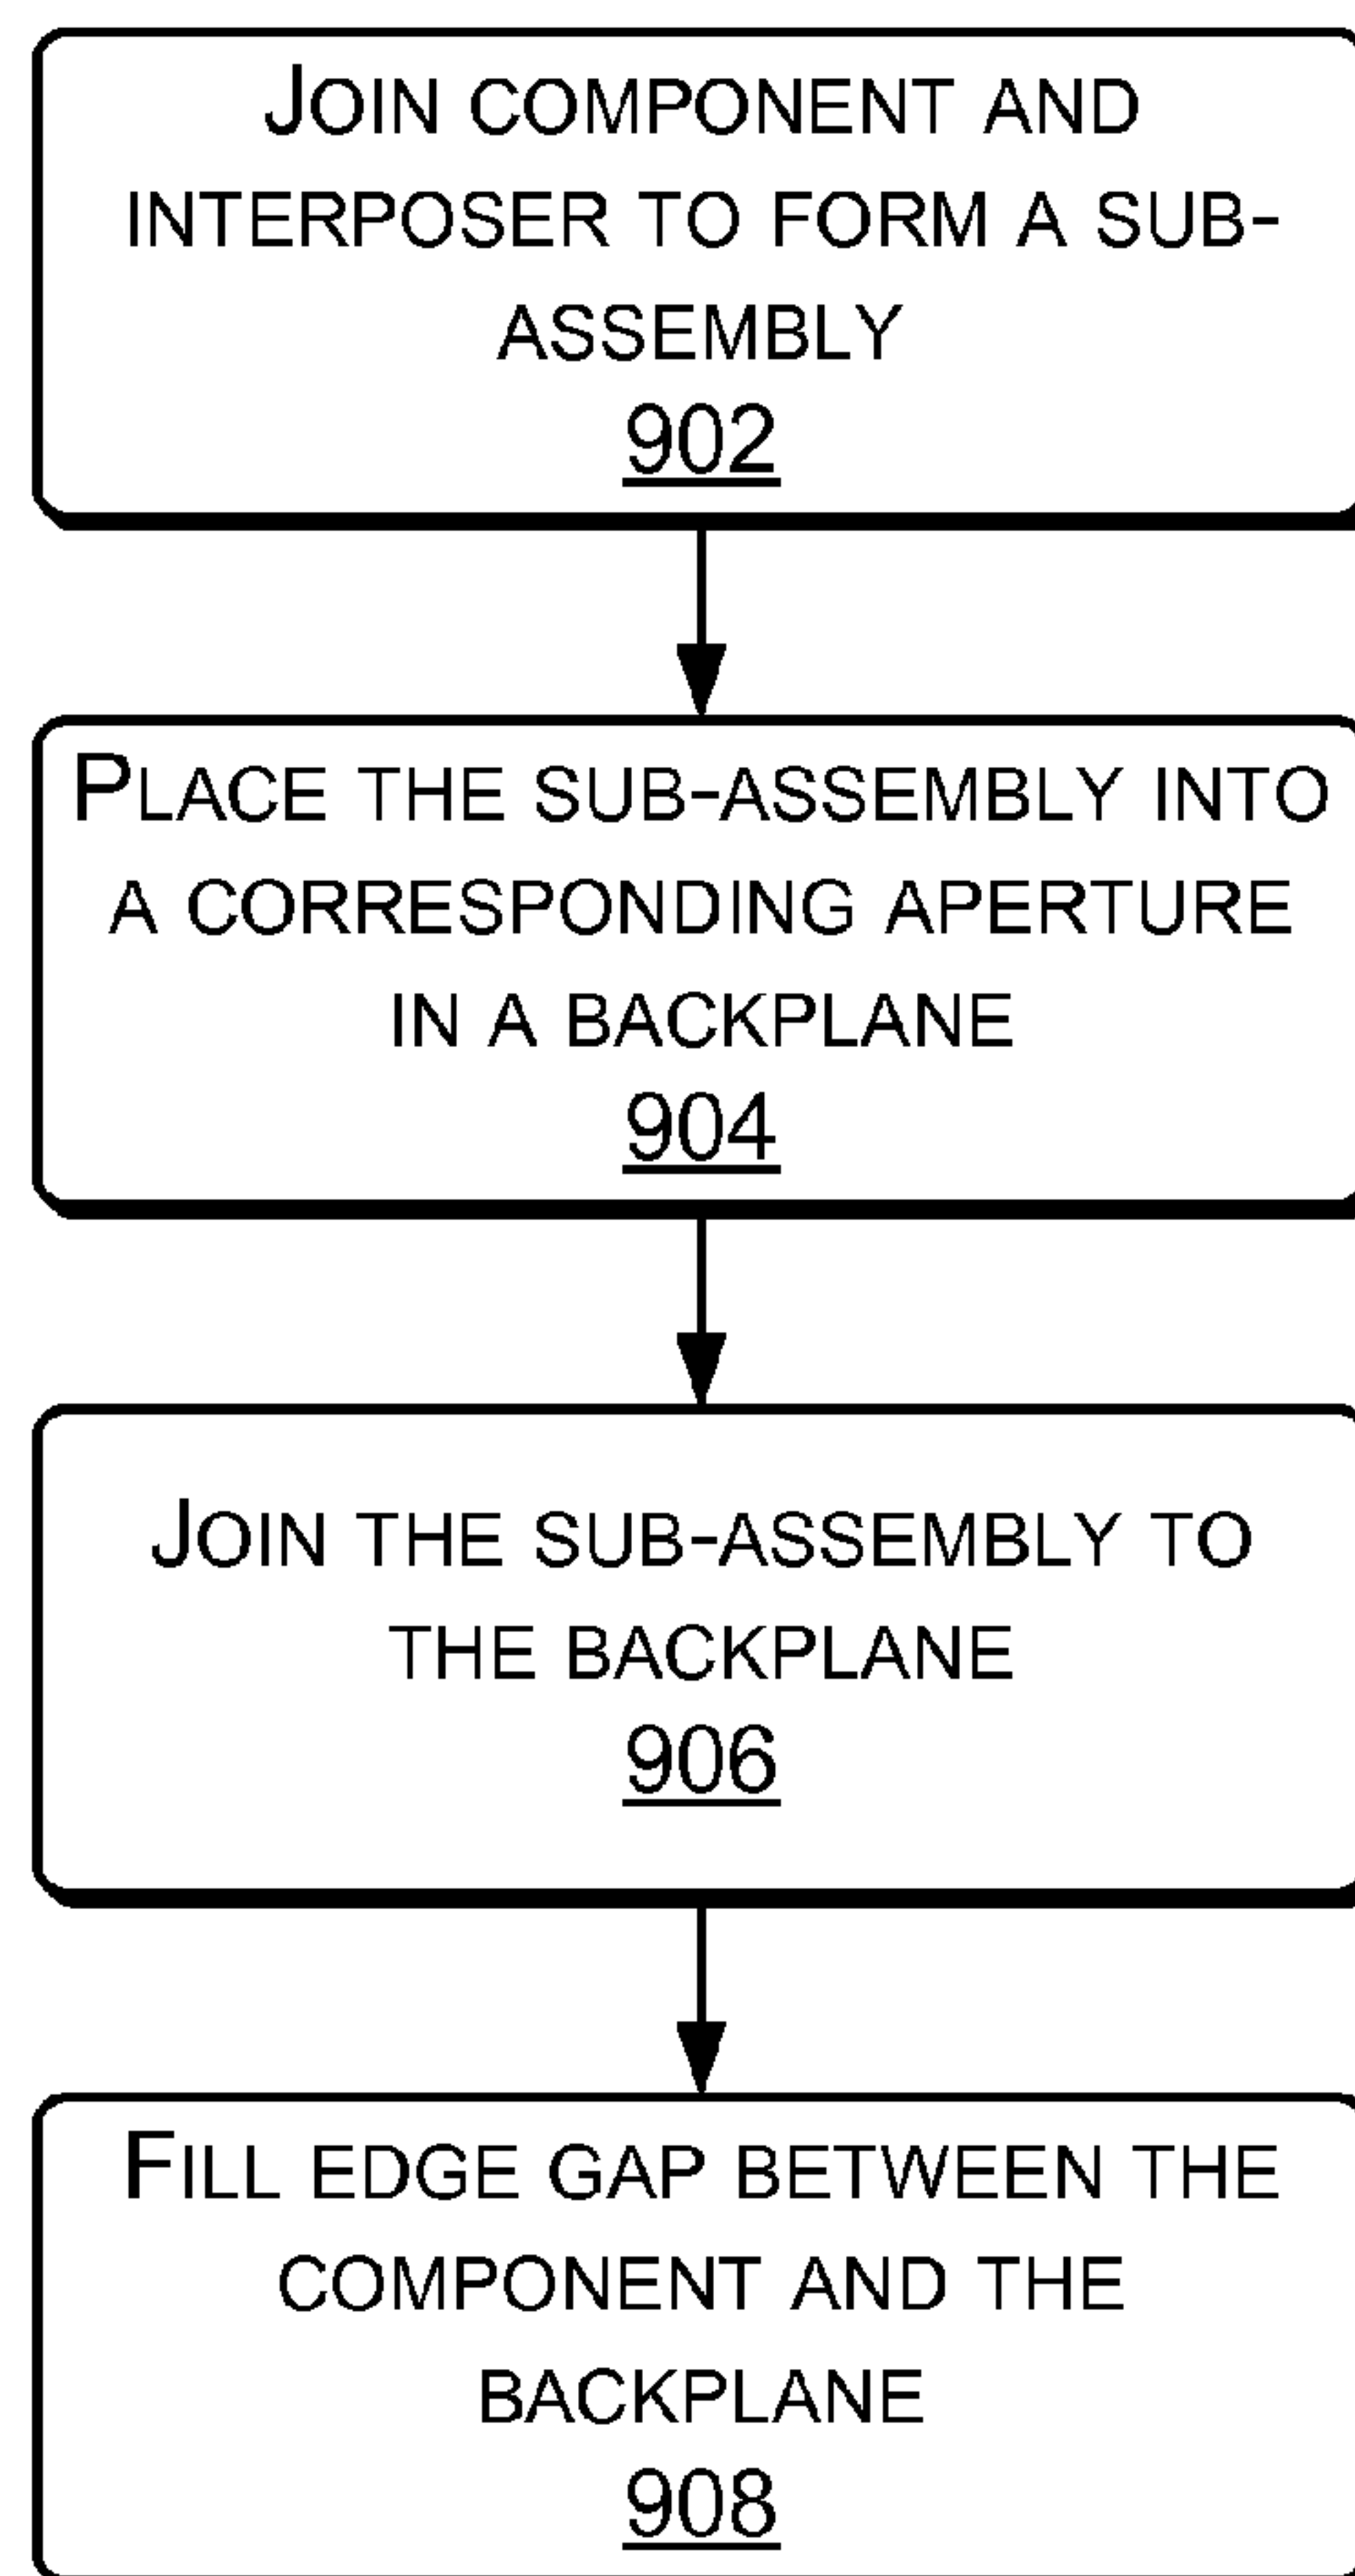 JOIN COMPONENT AND
INTERPOSER TO FORM A SUB-
ASSEMBLY
902
PLACE THE SUB-ASSEMBLY INTO
A CORRESPONDING APERTURE
IN A BACKPLANE
904
JOIN THE SUB-ASSEMBLY TO
THE BACKPLANE
906
FILL EDGE GAP BETWEEN THE
COMPONENT AND THE
BACKPLANE
908